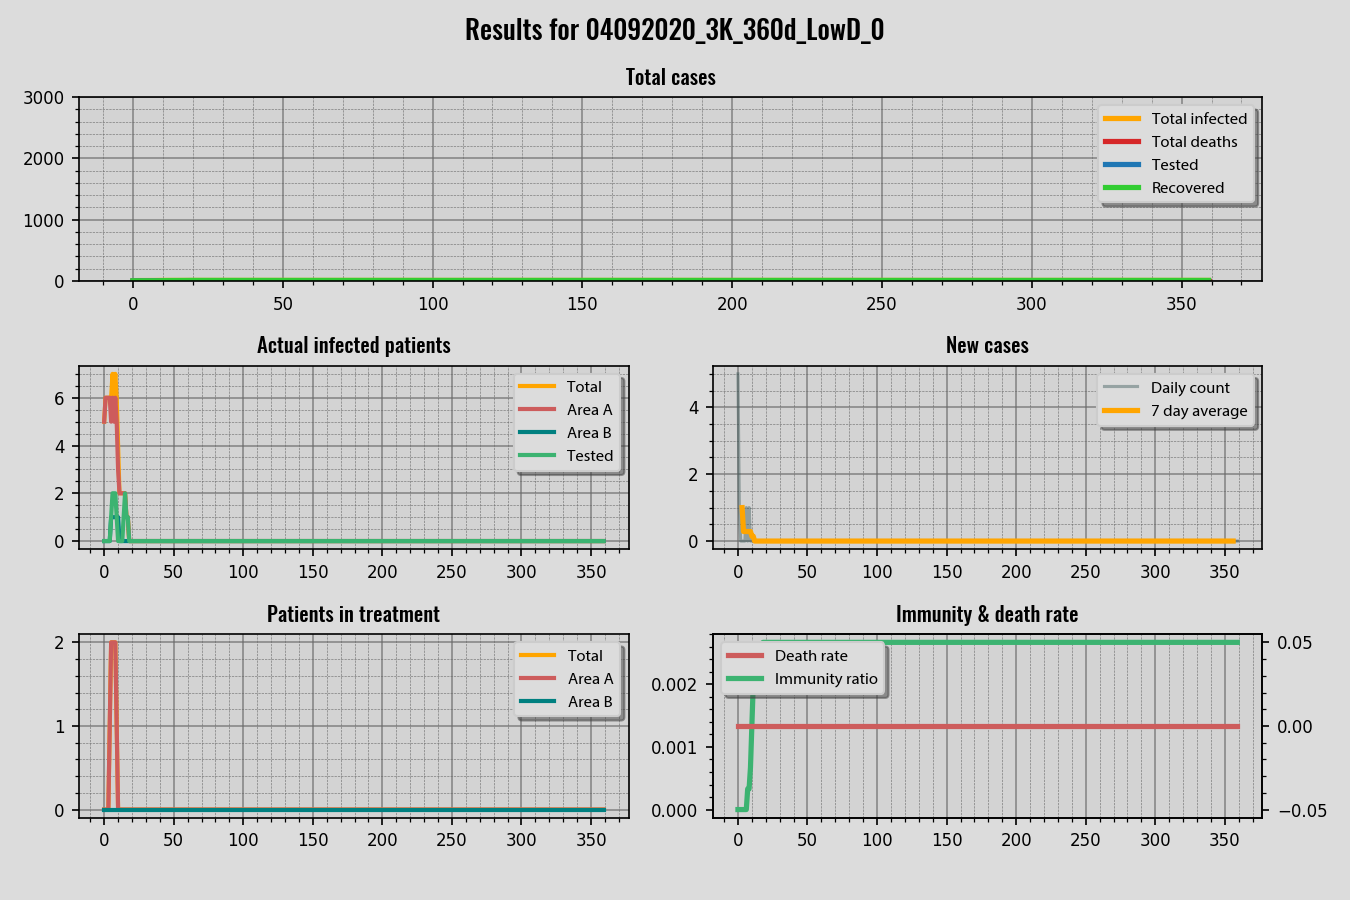 Results for 04092020_3K_360d_LowD_0
Total cases
3000
2000
1000
0
Total infected
Total deaths
Tested
Recovered
0 50 100 150 200 250 300 350
Actual infected patients
6
4
2
0
Total
Area A
Area B
Tested
0 50 100 150 200 250 300 350
New cases
4
2
0
Daily count
7 day average
0 50 100 150 200 250 300 350
Patients in treatment
2
1
0
Total
Area A
Area B
0 50 100 150 200 250 300 350
Immunity & death rate
0.002
0.001
0.000
Death rate
Immunity ratio
0.05
0.00
−0.05
0 50 100 150 200 250 300 350